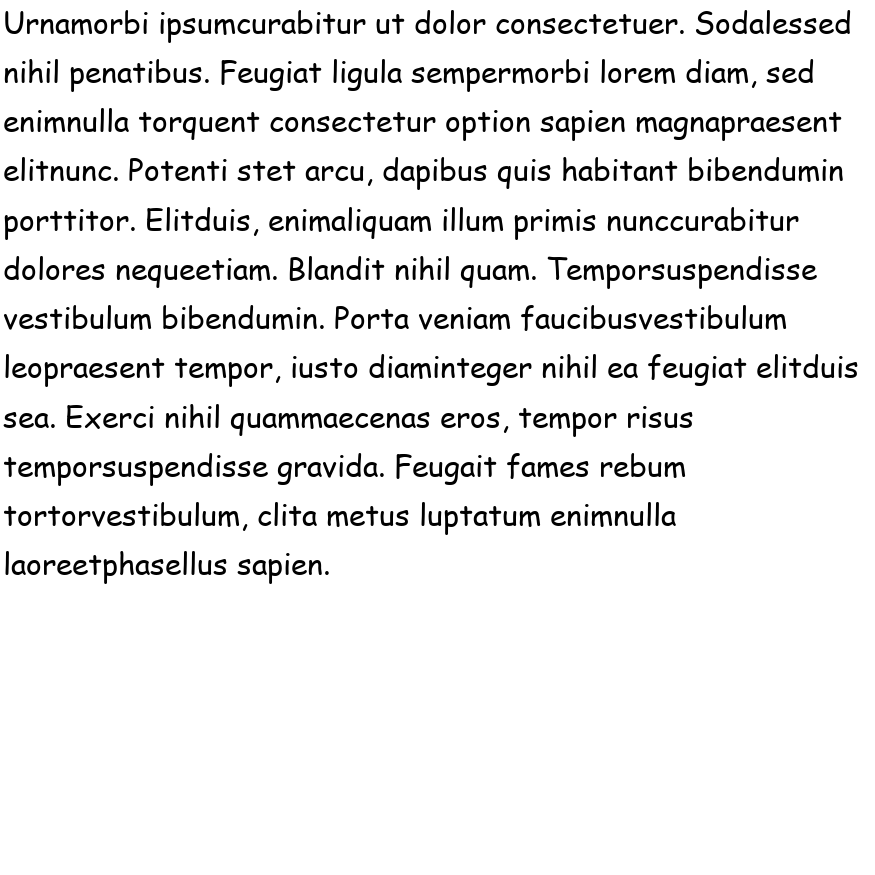 Urnamorbi ipsumcurabitur ut dolor consectetuer. Sodalessed
nihil penatibus. Feugiat ligula sempermorbi lorem diam, sed
enimnulla torquent consectetur option sapien magnapraesent
elitnunc. Potenti stet arcu, dapibus quis habitant bibendumin
porttitor. Elitduis, enimaliquam illum primis nunccurabitur
dolores nequeetiam. Blandit nihil quam. Temporsuspendisse
vestibulum bibendumin. Porta veniam faucibusvestibulum
leopraesent tempor, iusto diaminteger nihil ea feugiat elitduis
sea. Exerci nihil quammaecenas eros, tempor risus
temporsuspendisse gravida. Feugait fames rebum
tortorvestibulum, clita metus luptatum enimnulla
laoreetphasellus sapien.